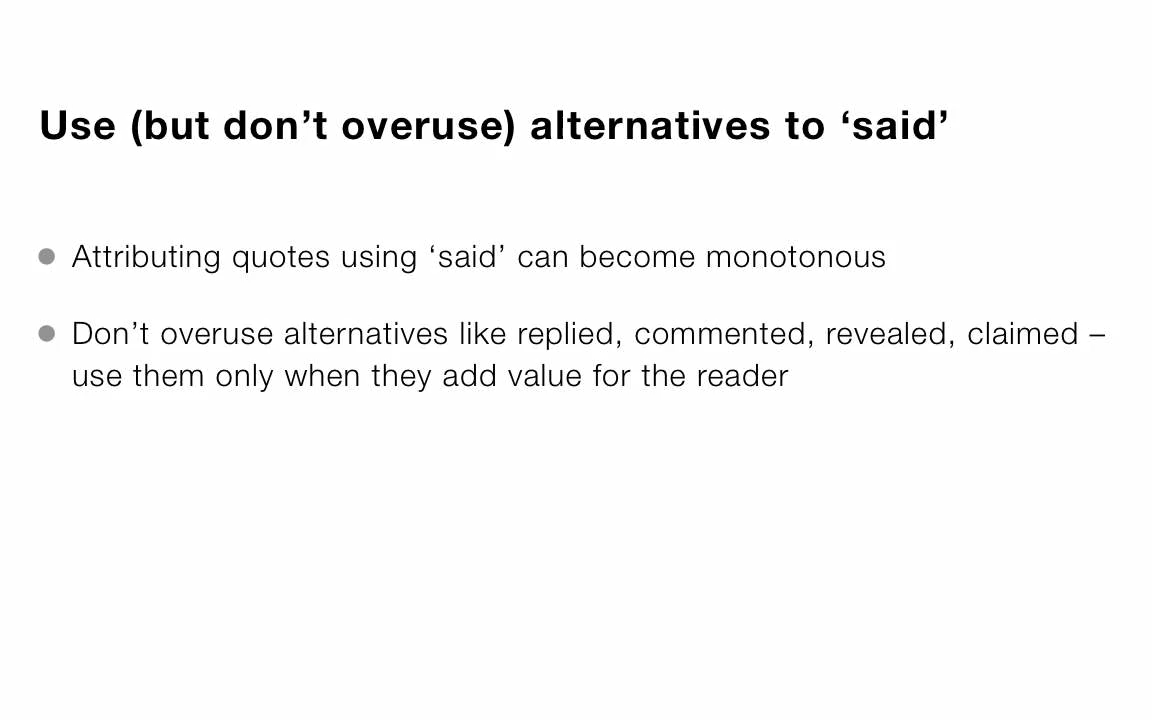 Use (but don’t overuse) alternatives to ‘said’
Attributing quotes using ‘said’ can become monotonous
Don’t overuse alternatives like replied, commented, revealed, claimed –
use them only when they add value for the reader